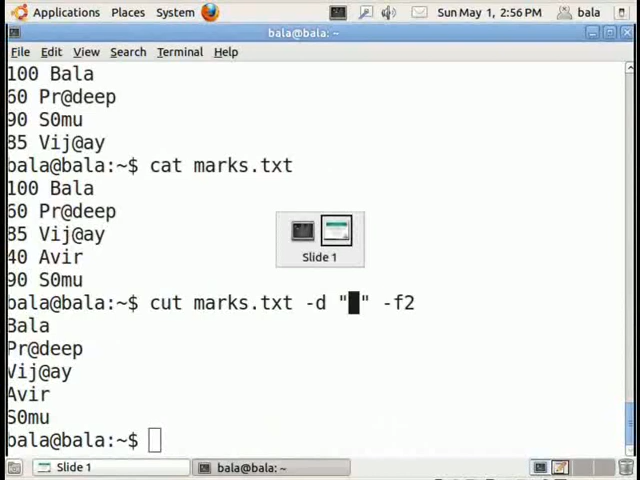 Applications Places System Sun May 1, 2:56 PM bala
bala@bala: ~
File Edit View Search Terminal Help
100 Bala
60 Pr@deep
90 S0mu
85 Vij@ay
bala@bala:~$ cat marks.txt
100 Bala
60 Pr@deep
85 Vij@ay
40 Avir
90 S0mu
bala@bala:~$ cut marks.txt -d " " -f2
Bala
Pr@deep
Vij@ay
Avir
S0mu
bala@bala:~$
Slide 1
Slide 1 bala@bala: ~